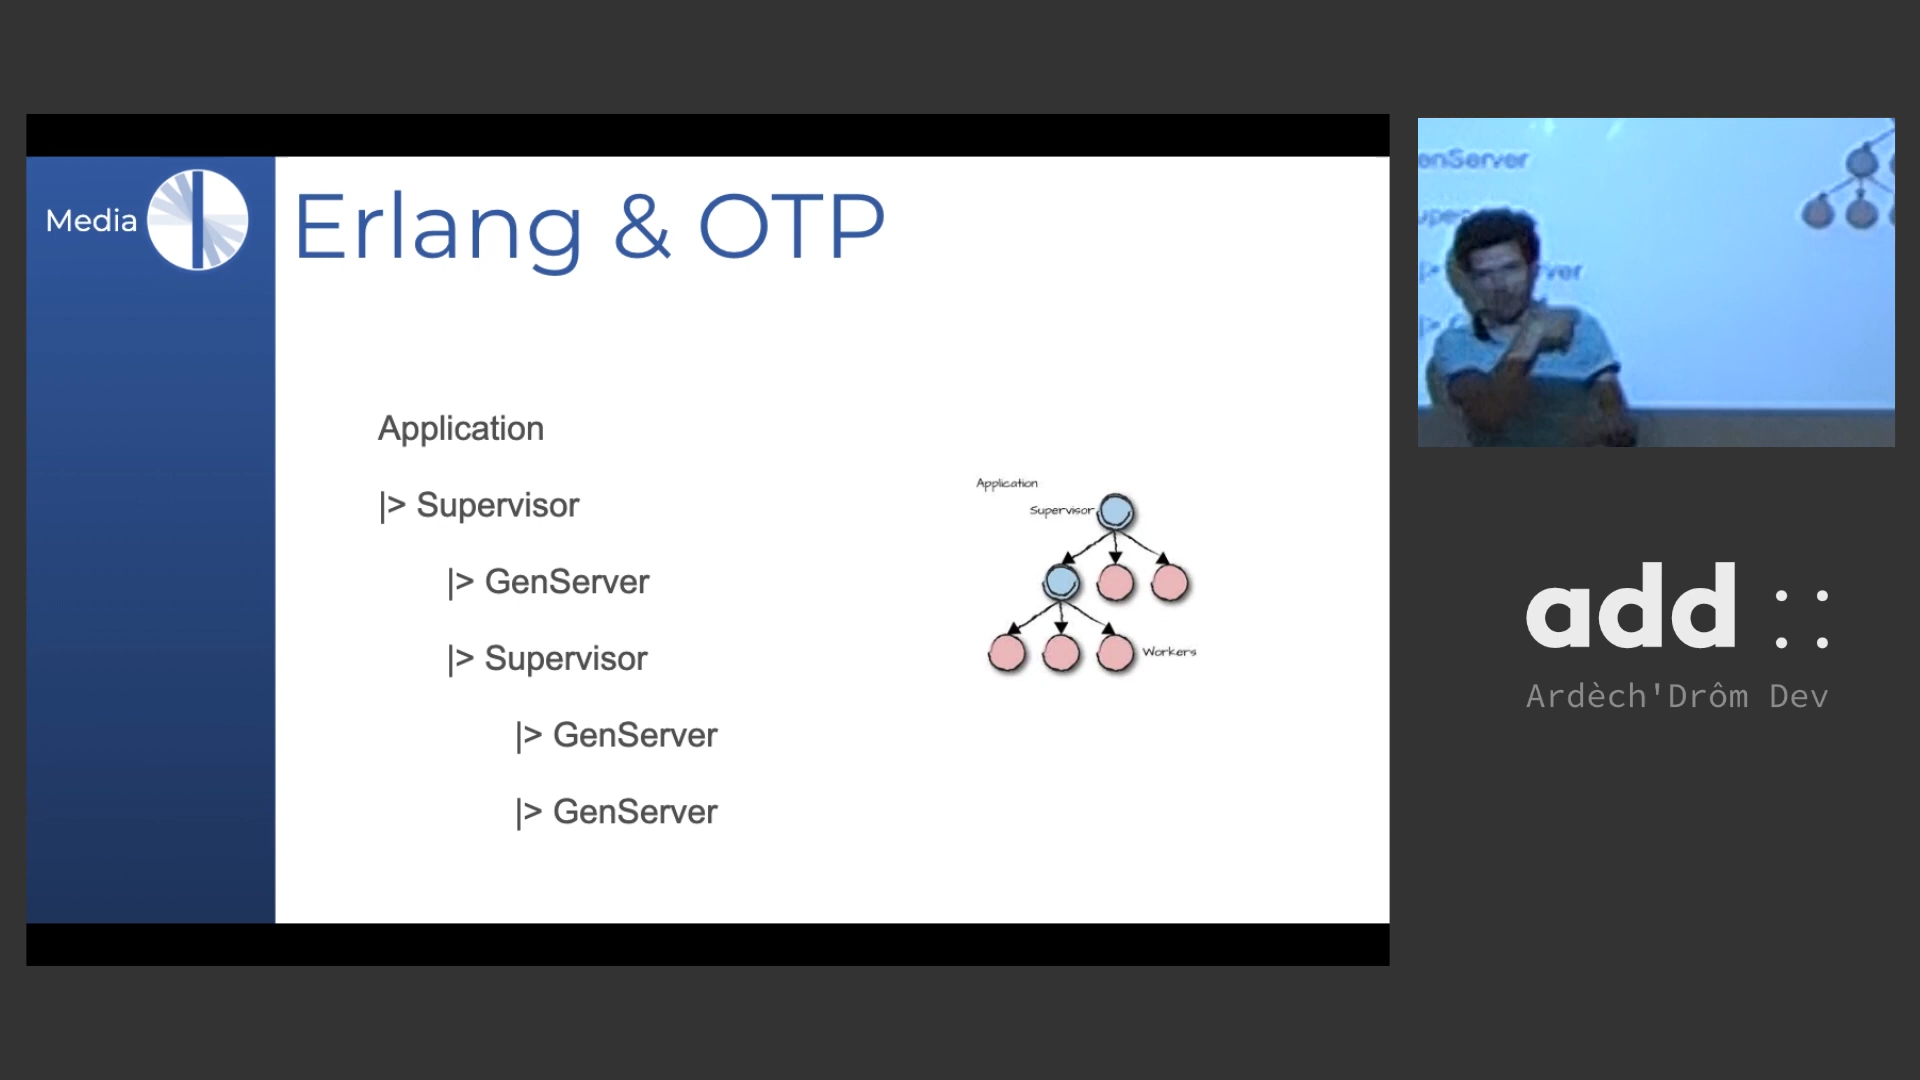 Media
Erlang & OTP
Application
|> Supervisor
|> GenServer
|> Supervisor
|> GenServer
|> GenServer
Application
Supervisor
Workers
enServer
add ::
Ardèch'Drôm Dev